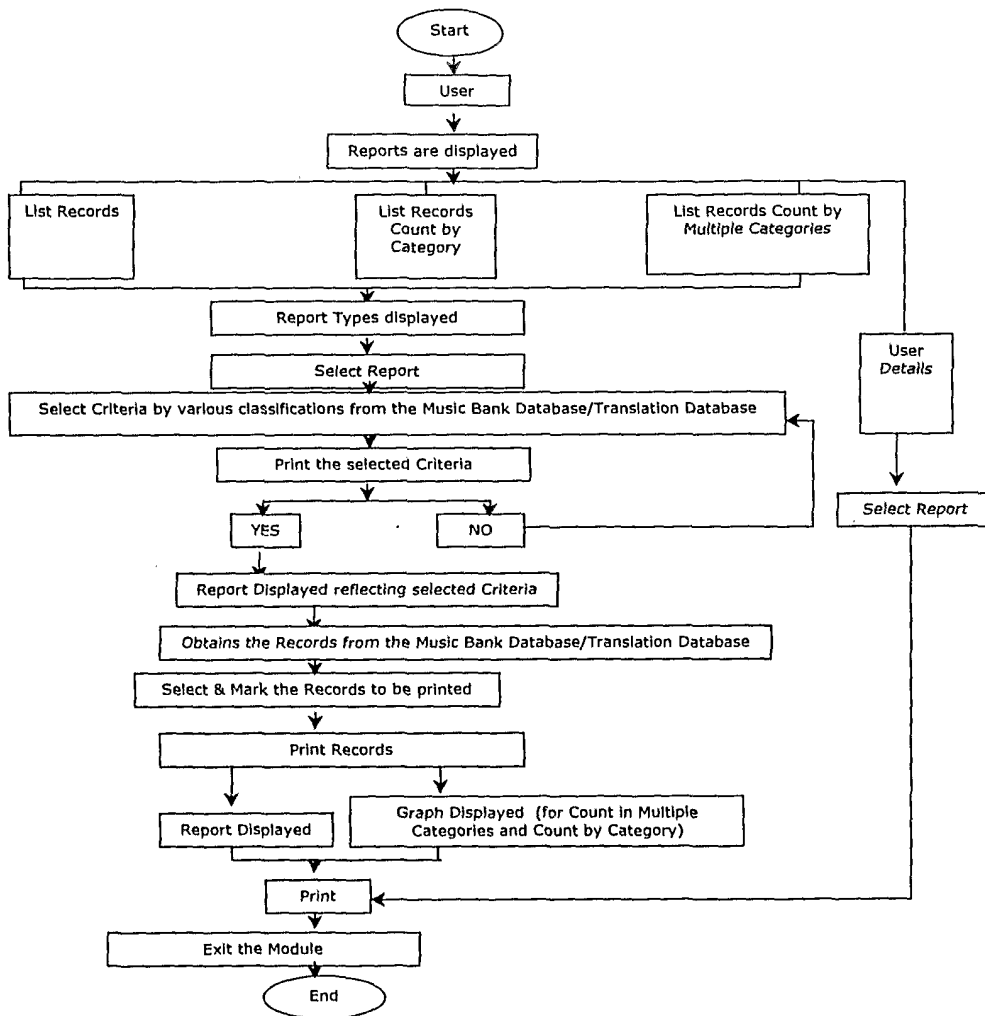 Start
User
Reports are displayed
List Records
List Records
Count by
Category
List Records Count by
Multiple Categories
Report Types displayed
User
Details
Select Report
Select Criteria by various classifications from the Music Bank Database/Translation Database
Print the selected Criteria
Select Report
YES
NO
Report Displayed reflecting selected Criteria
Obtains the Records from the Music Bank Database/Translation Database
Select & Mark the Records to be printed
Print Records
Report Displayed
Graph Displayed (for Count in Multiple
Categories and Count by Category)
Print
Exit the Module
End